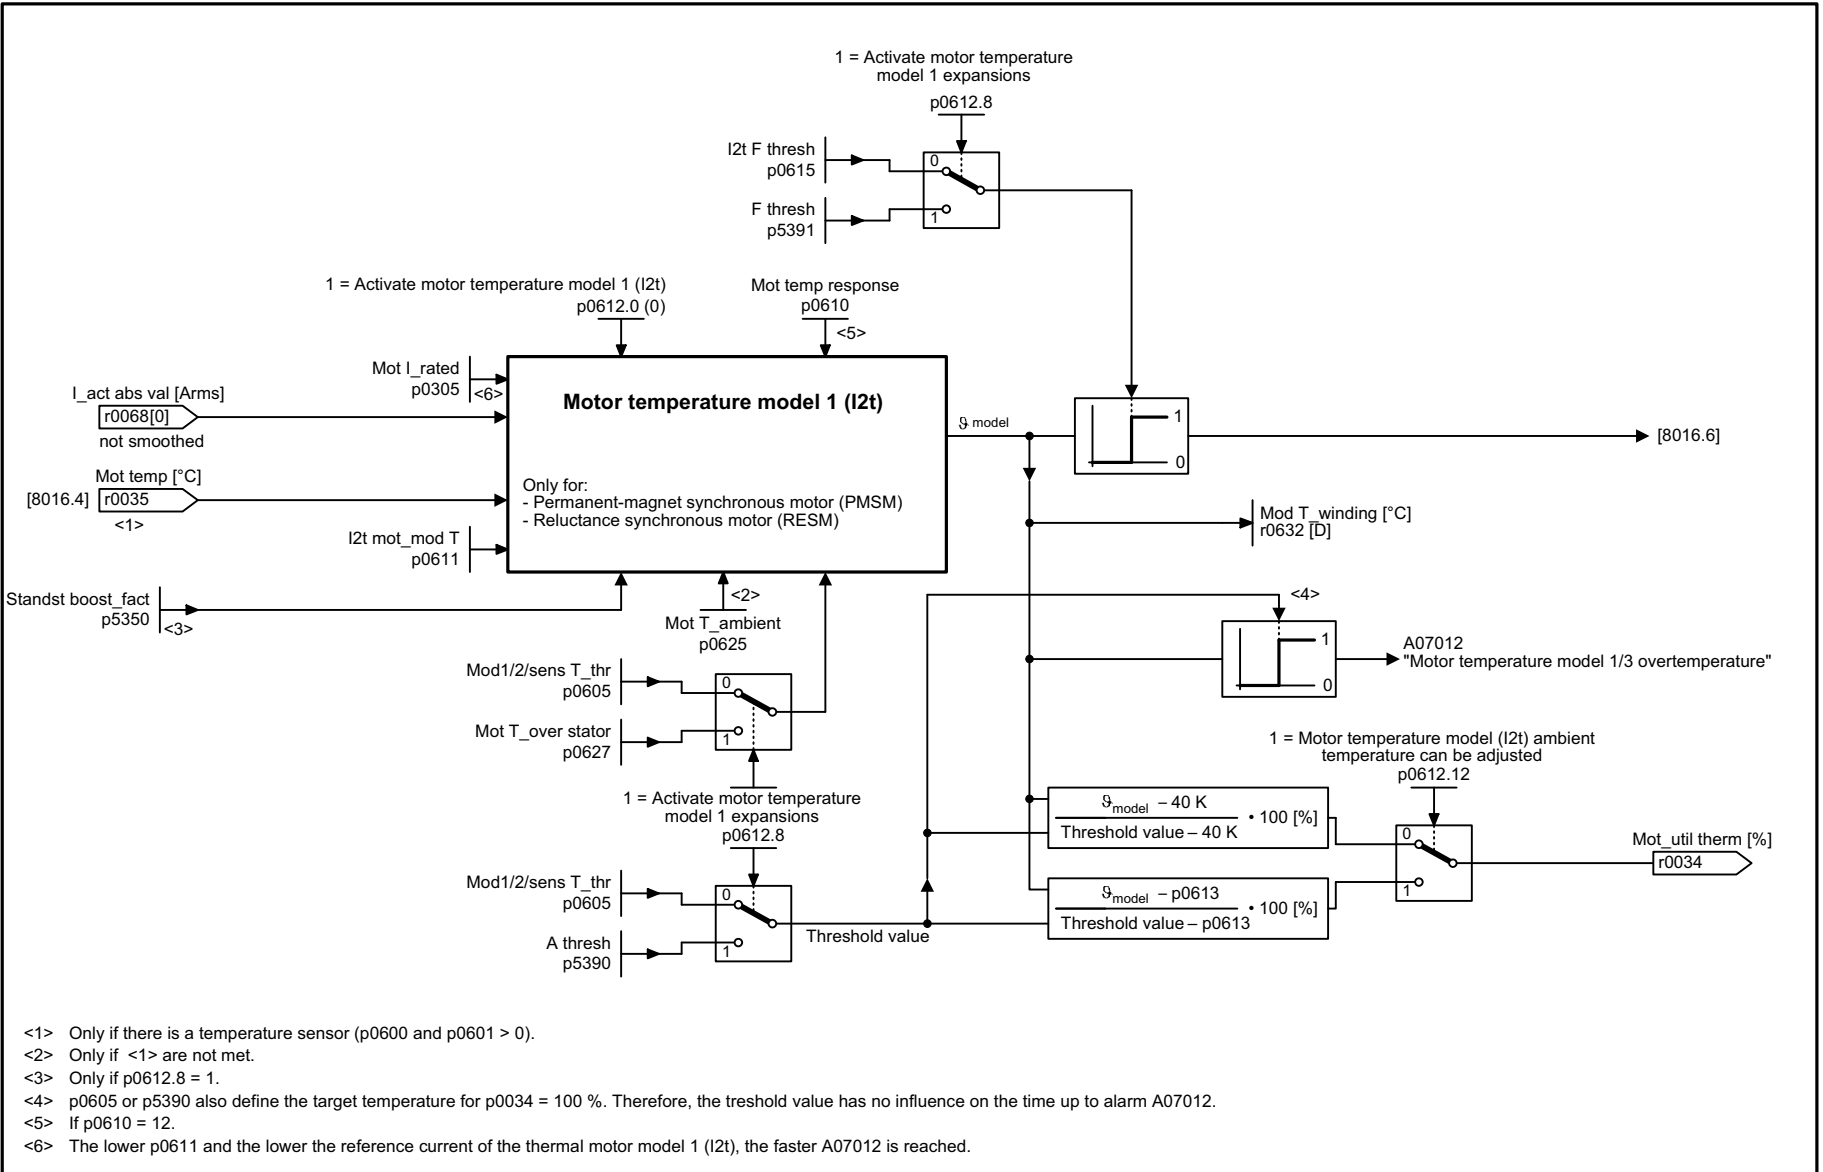 1 = Activate motor temperature
model 1 expansions
p0612.8
I2t F thresh
p0615
0
F thresh
p5391
1
1 = Activate motor temperature model 1 (I2t)
p0612.0 (0)
Mot temp response
p0610
<5>
Mot I_rated
p0305
<6>
I_act abs val [Arms]
r0068[0]
not smoothed
Mot temp [°C]
[8016.4]
r0035
<1>
I2t mot_mod T
p0611
Standst boost_fact
p5350
<3>
Motor temperature model 1 (I2t)
Only for:
- Permanent-magnet synchronous motor (PMSM)
- Reluctance synchronous motor (RESM)
ϑ model
1
0
[8016.6]
Mod T_winding [°C]
r0632 [D]
<2>
Mot T_ambient
p0625
<4>
1
0
A07012
"Motor temperature model 1/3 overtemperature"
Mod1/2/sens T_thr
p0605
0
Mot T_over stator
p0627
1
1 = Activate motor temperature
model 1 expansions
p0612.8
Mod1/2/sens T_thr
p0605
0
A thresh
p5390
1
Threshold value
1 = Motor temperature model (I2t) ambient
temperature can be adjusted
p0612.12
ϑmodel – 40 K
Threshold value – 40 K
• 100 [%]
ϑmodel – p0613
Threshold value – p0613
• 100 [%]
0
1
Mot_util therm [%]
r0034
<1> Only if there is a temperature sensor (p0600 and p0601 > 0).
<2> Only if <1> are not met.
<3> Only if p0612.8 = 1.
<4> p0605 or p5390 also define the target temperature for p0034 = 100 %. Therefore, the treshold value has no influence on the time up to alarm A07012.
<5> If p0610 = 12.
<6> The lower p0611 and the lower the reference current of the thermal motor model 1 (I2t), the faster A07012 is reached.